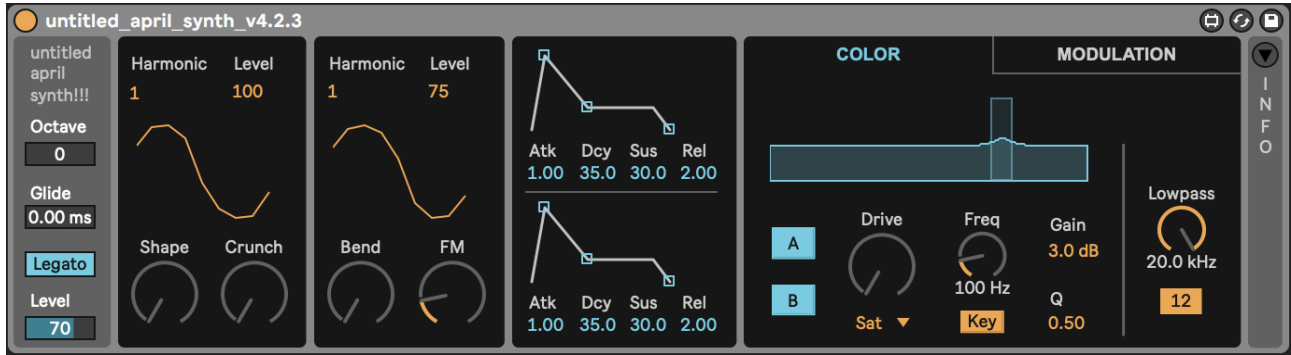 untitled_april_synth_v4.2.3
untitled
april
synth!!!
Octave
0
Glide
0.00 ms
Legato
Level
70
Harmonic Level
1 100
Shape Crunch
Harmonic Level
1 75
Bend FM
Atk Dcy Sus Rel
1.00 35.0 30.0 2.00
Atk Dcy Sus Rel
1.00 35.0 30.0 2.00
COLOR MODULATION
A
B
Drive
Sat ▼
Freq
100 Hz
Key
Gain
3.0 dB
Q
0.50
Lowpass
20.0 kHz
12
INFO